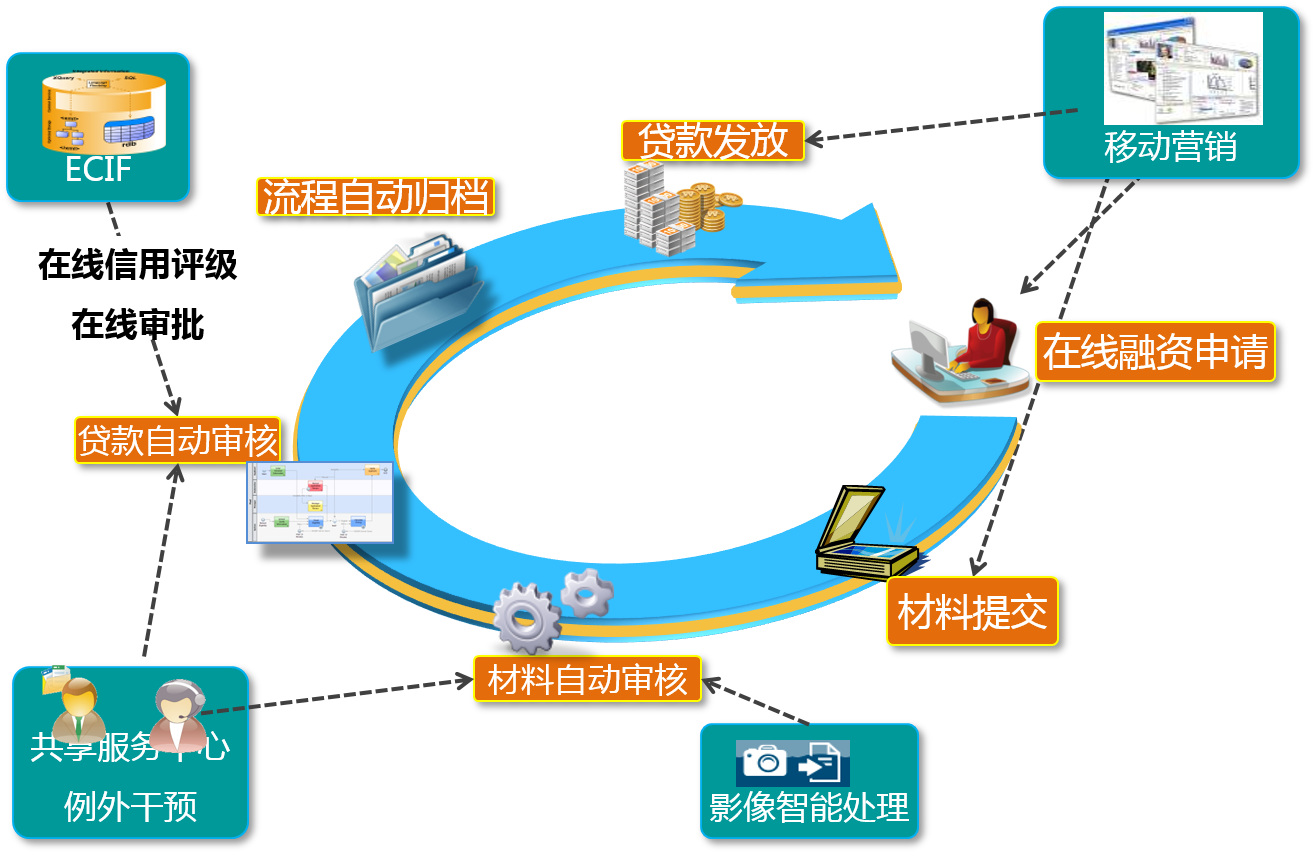 移动营销
贷款发放
ECIF
流程自动归档
在线信用评级
在线审批
在线融资申请
贷款自动审核
材料提交
材料自动审核
共享服务中心
例外干预
影像智能处理
XQuery
SQL
rdb